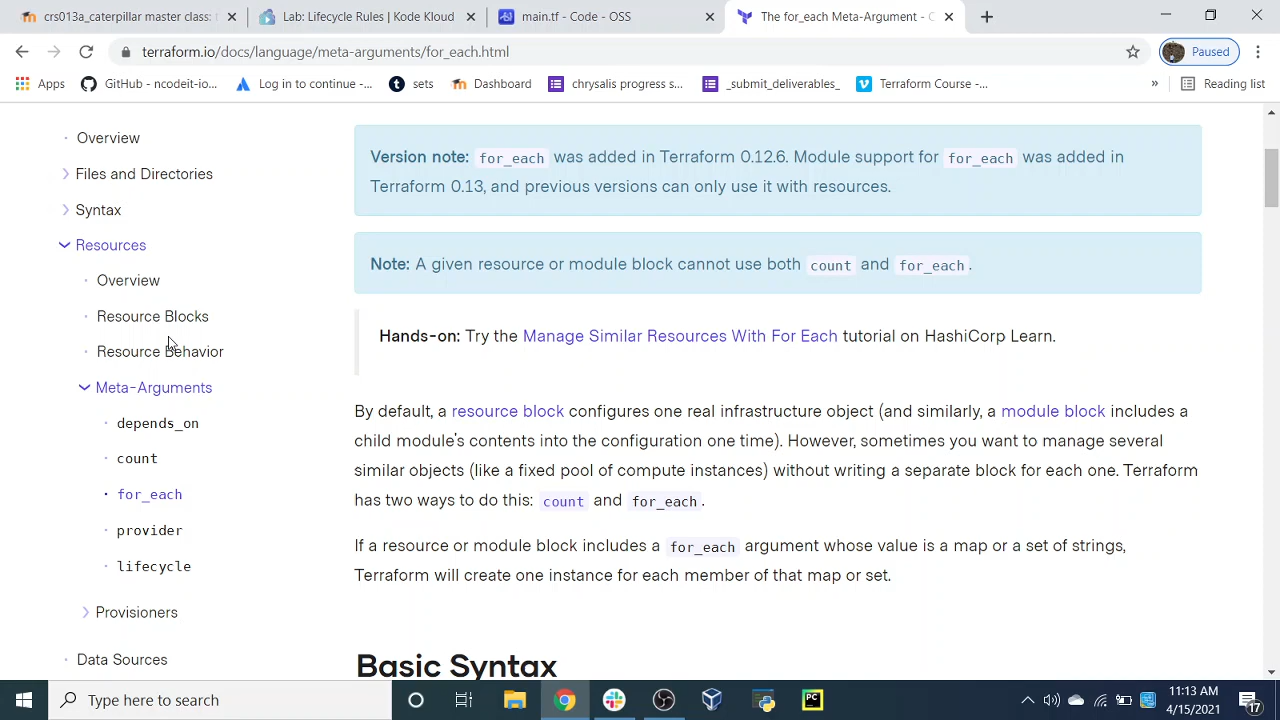 crs013a_caterpillar master class:
Lab: Lifecycle Rules | Kode Kloud
main.tf - Code - OSS
The for_each Meta-Argument - C
terraform.io/docs/language/meta-arguments/for_each.html
Paused
Apps
GitHub - ncodeit-io...
Log in to continue -...
sets
Dashboard
chrysalis progress s...
_submit_deliverables_
Terraform Course -...
»
Reading list
Overview
Files and Directories
Syntax
Resources
Overview
Resource Blocks
Resource Behavior
Meta-Arguments
depends_on
count
for_each
provider
lifecycle
Provisioners
Data Sources
Version note: for_each was added in Terraform 0.12.6. Module support for for_each was added in
Terraform 0.13, and previous versions can only use it with resources.
Note: A given resource or module block cannot use both count and for_each.
Hands-on: Try the Manage Similar Resources With For Each tutorial on HashiCorp Learn.
By default, a resource block configures one real infrastructure object (and similarly, a module block includes a
child module's contents into the configuration one time). However, sometimes you want to manage several
similar objects (like a fixed pool of compute instances) without writing a separate block for each one. Terraform
has two ways to do this: count and for_each.
If a resource or module block includes a for_each argument whose value is a map or a set of strings,
Terraform will create one instance for each member of that map or set.
Basic Syntax
Type here to search
PC
11:13 AM
4/15/2021
17